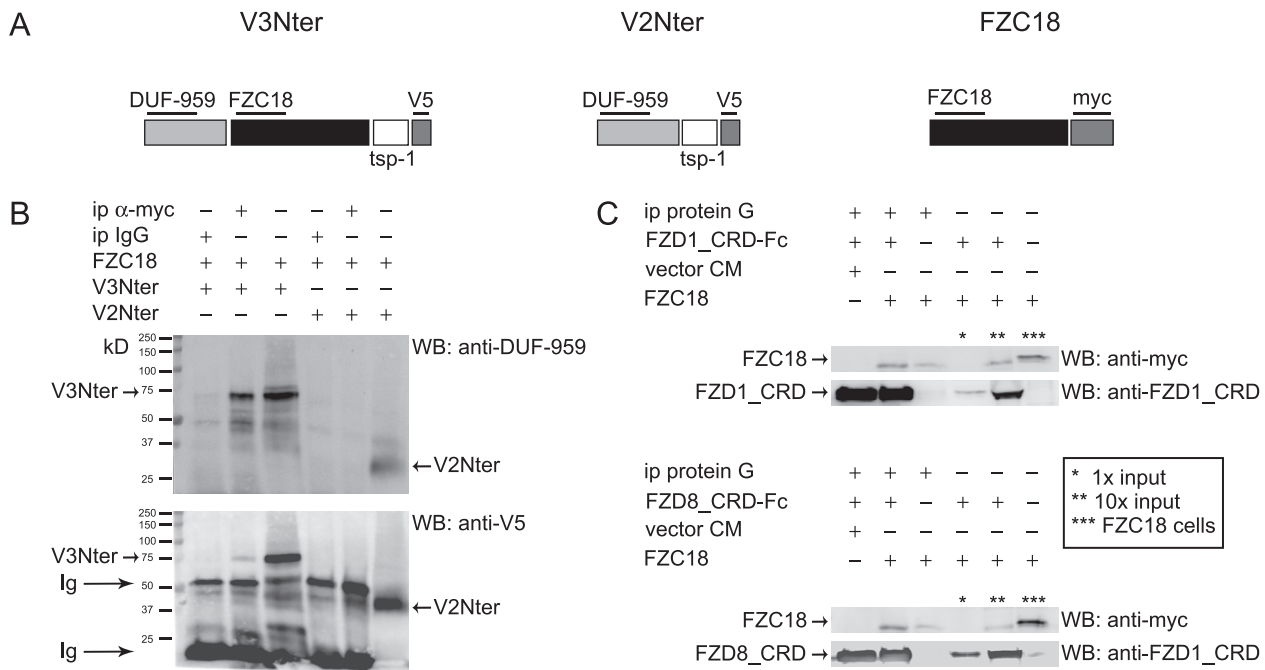 A
V3Nter
V2Nter
FZC18
DUF-959 FZC18 V5
tsp-1
DUF-959 V5
tsp-1
FZC18 myc
B
ip α-myc − + − − + −
ip IgG + − − + − −
FZC18 + + + + + +
V3Nter + + + − − −
V2Nter − − − + + +
kD
250
150
100
75
50
37
25
WB: anti-DUF-959
V3Nter →
←V2Nter
250
150
100
75
50
37
25
WB: anti-V5
V3Nter →
Ig →
←V2Nter
Ig →
C
ip protein G + + + − − −
FZD1_CRD-Fc + + − + + −
vector CM + − − − − −
FZC18 − + + + + +
* ** ***
FZC18 → WB: anti-myc
FZD1_CRD → WB: anti-FZD1_CRD
ip protein G + + + − − −
FZD8_CRD-Fc + + − + + −
vector CM + − − − − −
FZC18 − + + + + +
* ** ***
FZC18 → WB: anti-myc
FZD8_CRD → WB: anti-FZD1_CRD
* 1x input
** 10x input
*** FZC18 cells